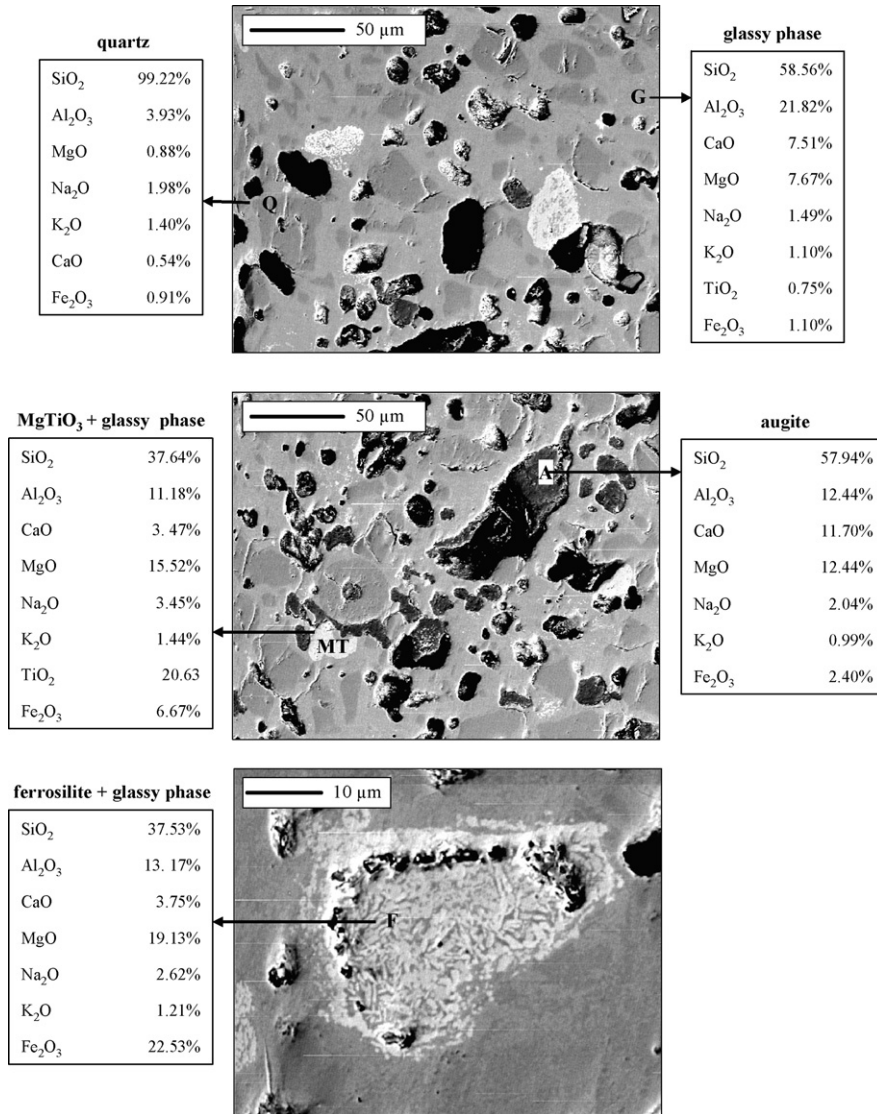 quartz
SiO₂ 99.22%
Al₂O₃ 3.93%
MgO 0.88%
Na₂O 1.98%
K₂O 1.40%
CaO 0.54%
Fe₂O₃ 0.91%
50 µm
G
Q
glassy phase
SiO₂ 58.56%
Al₂O₃ 21.82%
CaO 7.51%
MgO 7.67%
Na₂O 1.49%
K₂O 1.10%
TiO₂ 0.75%
Fe₂O₃ 1.10%
MgTiO₃ + glassy phase
SiO₂ 37.64%
Al₂O₃ 11.18%
CaO 3. 47%
MgO 15.52%
Na₂O 3.45%
K₂O 1.44%
TiO₂ 20.63
Fe₂O₃ 6.67%
50 µm
A
MT
augite
SiO₂ 57.94%
Al₂O₃ 12.44%
CaO 11.70%
MgO 12.44%
Na₂O 2.04%
K₂O 0.99%
Fe₂O₃ 2.40%
ferrosilite + glassy phase
SiO₂ 37.53%
Al₂O₃ 13. 17%
CaO 3.75%
MgO 19.13%
Na₂O 2.62%
K₂O 1.21%
Fe₂O₃ 22.53%
10 µm
F